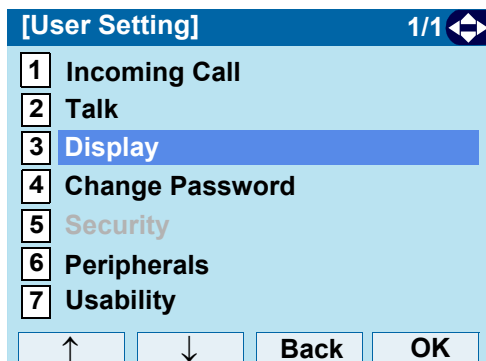 [User Setting] 1/1
1 Incoming Call
2 Talk
3 Display
4 Change Password
5 Security
6 Peripherals
7 Usability
↑ ↓ Back OK